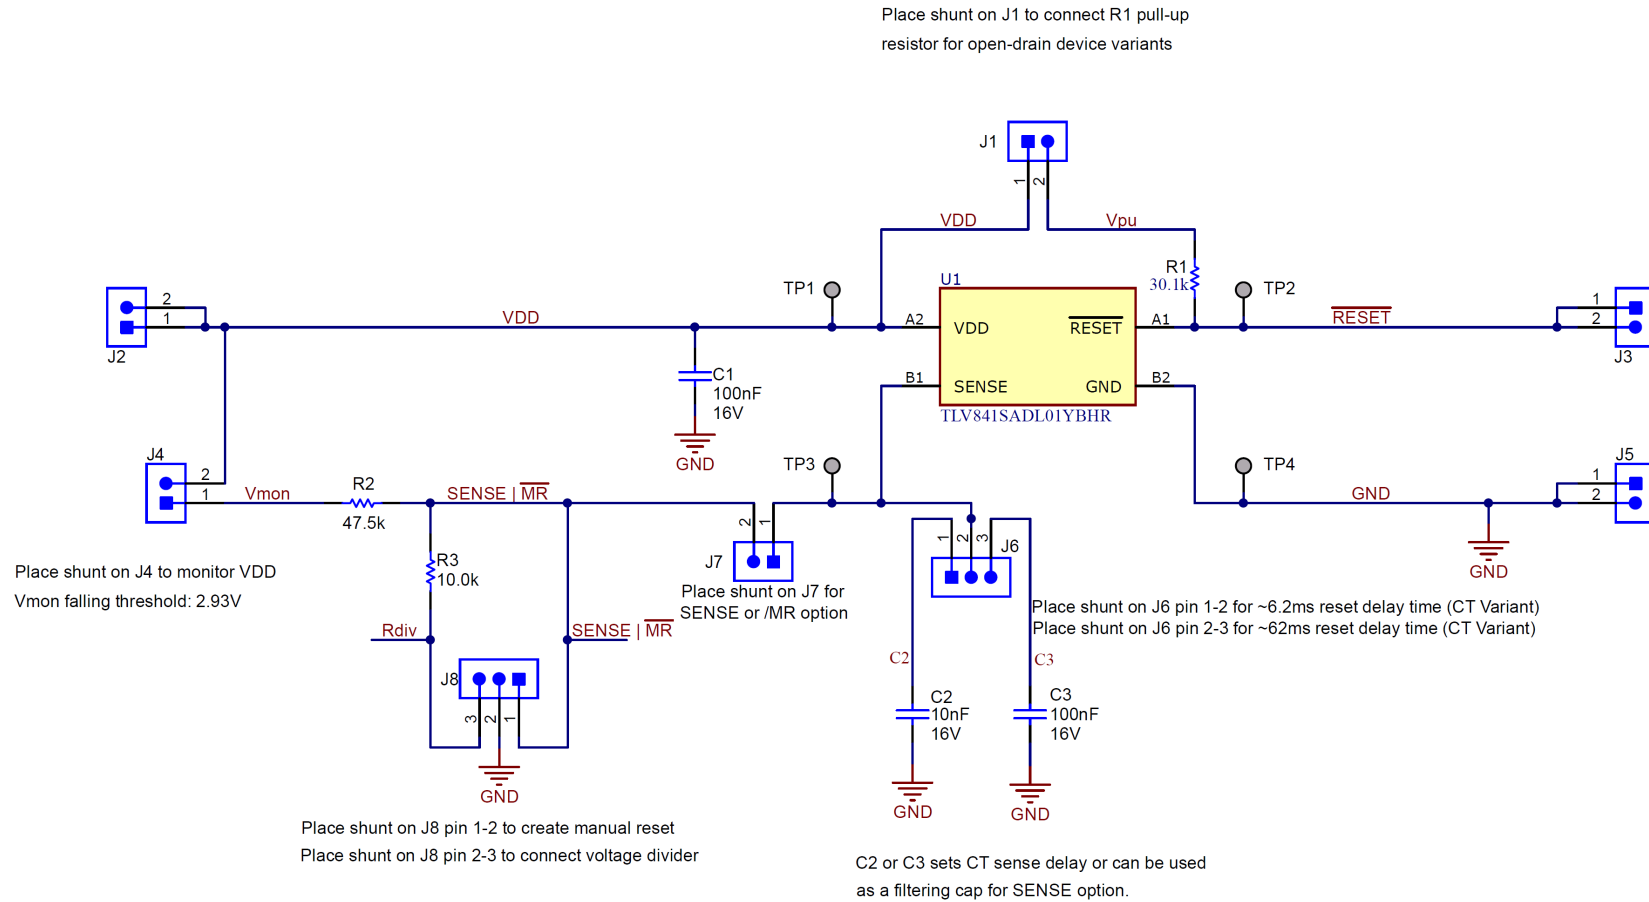 Place shunt on J1 to connect R1 pull-up
resistor for open-drain device variants
J1
1
2
VDD
Vpu
U1
R1
30.1k
TP1
TP2
2
1
VDD
A2
VDD
RESET
A1
RESET
1
2
J2
J3
C1
100nF
16V
GND
B1
SENSE
GND
B2
TLV841SADL01YBHR
J4
2
1
Vmon
R2
47.5k
SENSE | MR
TP3
TP4
GND
J5
1
2
GND
2
1
J7
1
2
3
J6
R3
10.0k
Place shunt on J4 to monitor VDD
Vmon falling threshold: 2.93V
Place shunt on J7 for
SENSE or /MR option
Place shunt on J6 pin 1-2 for ~6.2ms reset delay time (CT Variant)
Place shunt on J6 pin 2-3 for ~62ms reset delay time (CT Variant)
Rdiv
SENSE | MR
C2
C3
J8
3
2
1
GND
C2
10nF
16V
GND
C3
100nF
16V
GND
Place shunt on J8 pin 1-2 to create manual reset
Place shunt on J8 pin 2-3 to connect voltage divider
C2 or C3 sets CT sense delay or can be used
as a filtering cap for SENSE option.